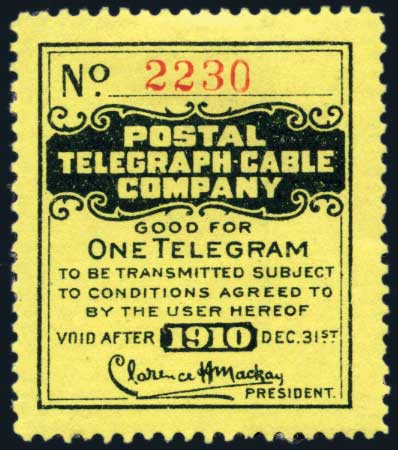 No. 2230
POSTAL
TELEGRAPH-CABLE
COMPANY
GOOD FOR
ONE TELEGRAM
TO BE TRANSMITTED SUBJECT
TO CONDITIONS AGREED TO
BY THE USER HEREOF
VOID AFTER 1910 DEC. 31ST
Clarence H Mackay
PRESIDENT.